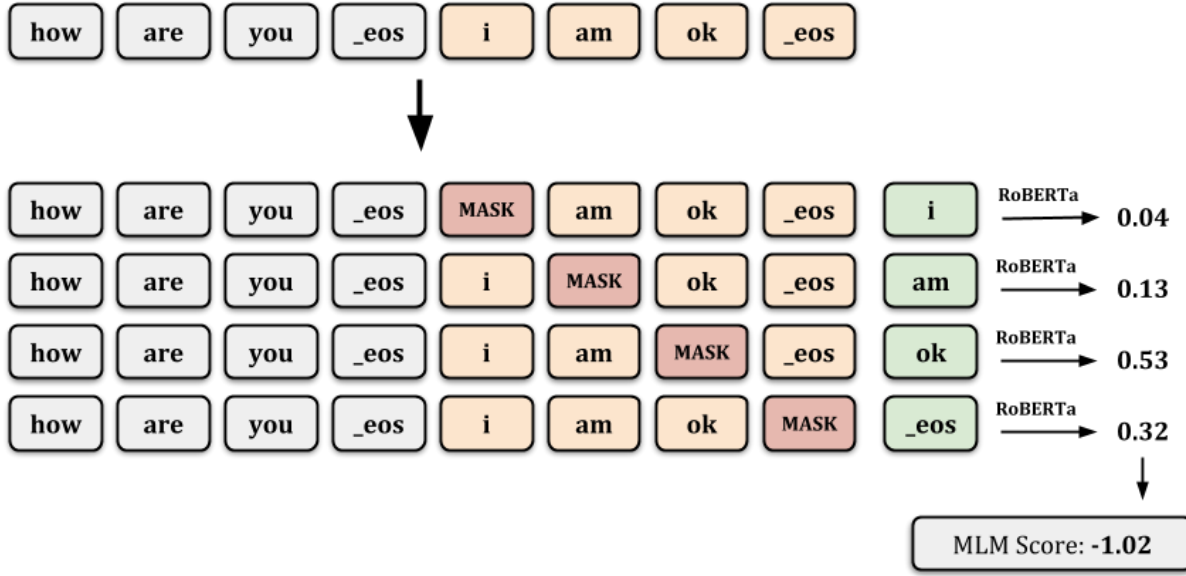 how are you _eos i am ok _eos
how are you _eos MASK am ok _eos i RoBERTa 0.04
how are you _eos i MASK ok _eos am RoBERTa 0.13
how are you _eos i am MASK _eos ok RoBERTa 0.53
how are you _eos i am ok MASK _eos RoBERTa 0.32
MLM Score: -1.02